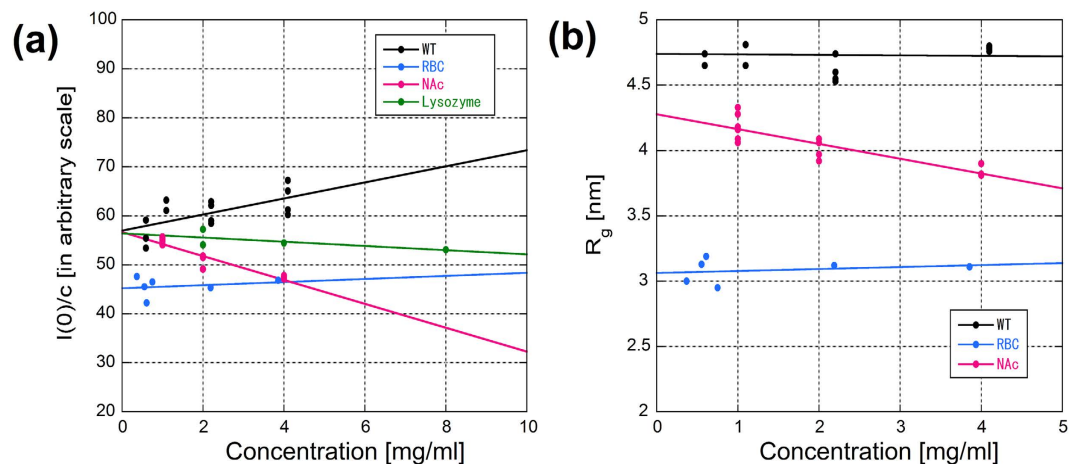 (a)
I(0)/c [in arbitrary scale]
100
90
80
70
60
50
40
30
20
0
2
4
6
8
10
Concentration [mg/ml]
WT
RBC
NAc
Lysozyme
(b)
Rg [nm]
5
4.5
4
3.5
3
2.5
2
0
1
2
3
4
5
Concentration [mg/ml]
WT
RBC
NAc